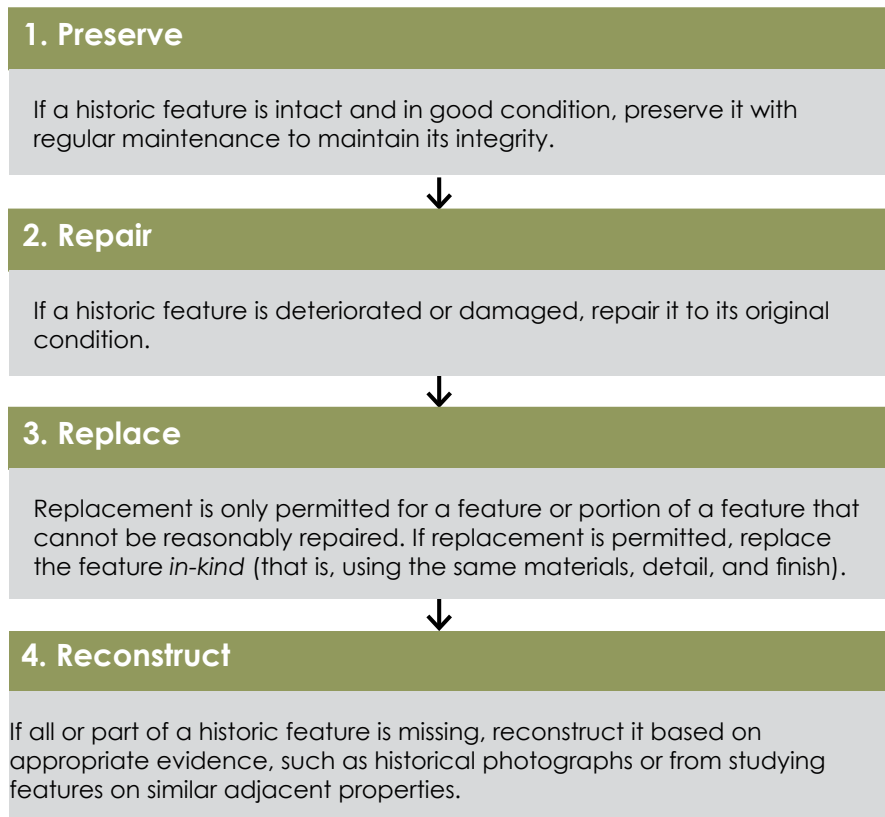 1. Preserve
If a historic feature is intact and in good condition, preserve it with
regular maintenance to maintain its integrity.
2. Repair
If a historic feature is deteriorated or damaged, repair it to its original
condition.
3. Replace
Replacement is only permitted for a feature or portion of a feature that
cannot be reasonably repaired. If replacement is permitted, replace
the feature in-kind (that is, using the same materials, detail, and finish).
4. Reconstruct
If all or part of a historic feature is missing, reconstruct it based on
appropriate evidence, such as historical photographs or from studying
features on similar adjacent properties.